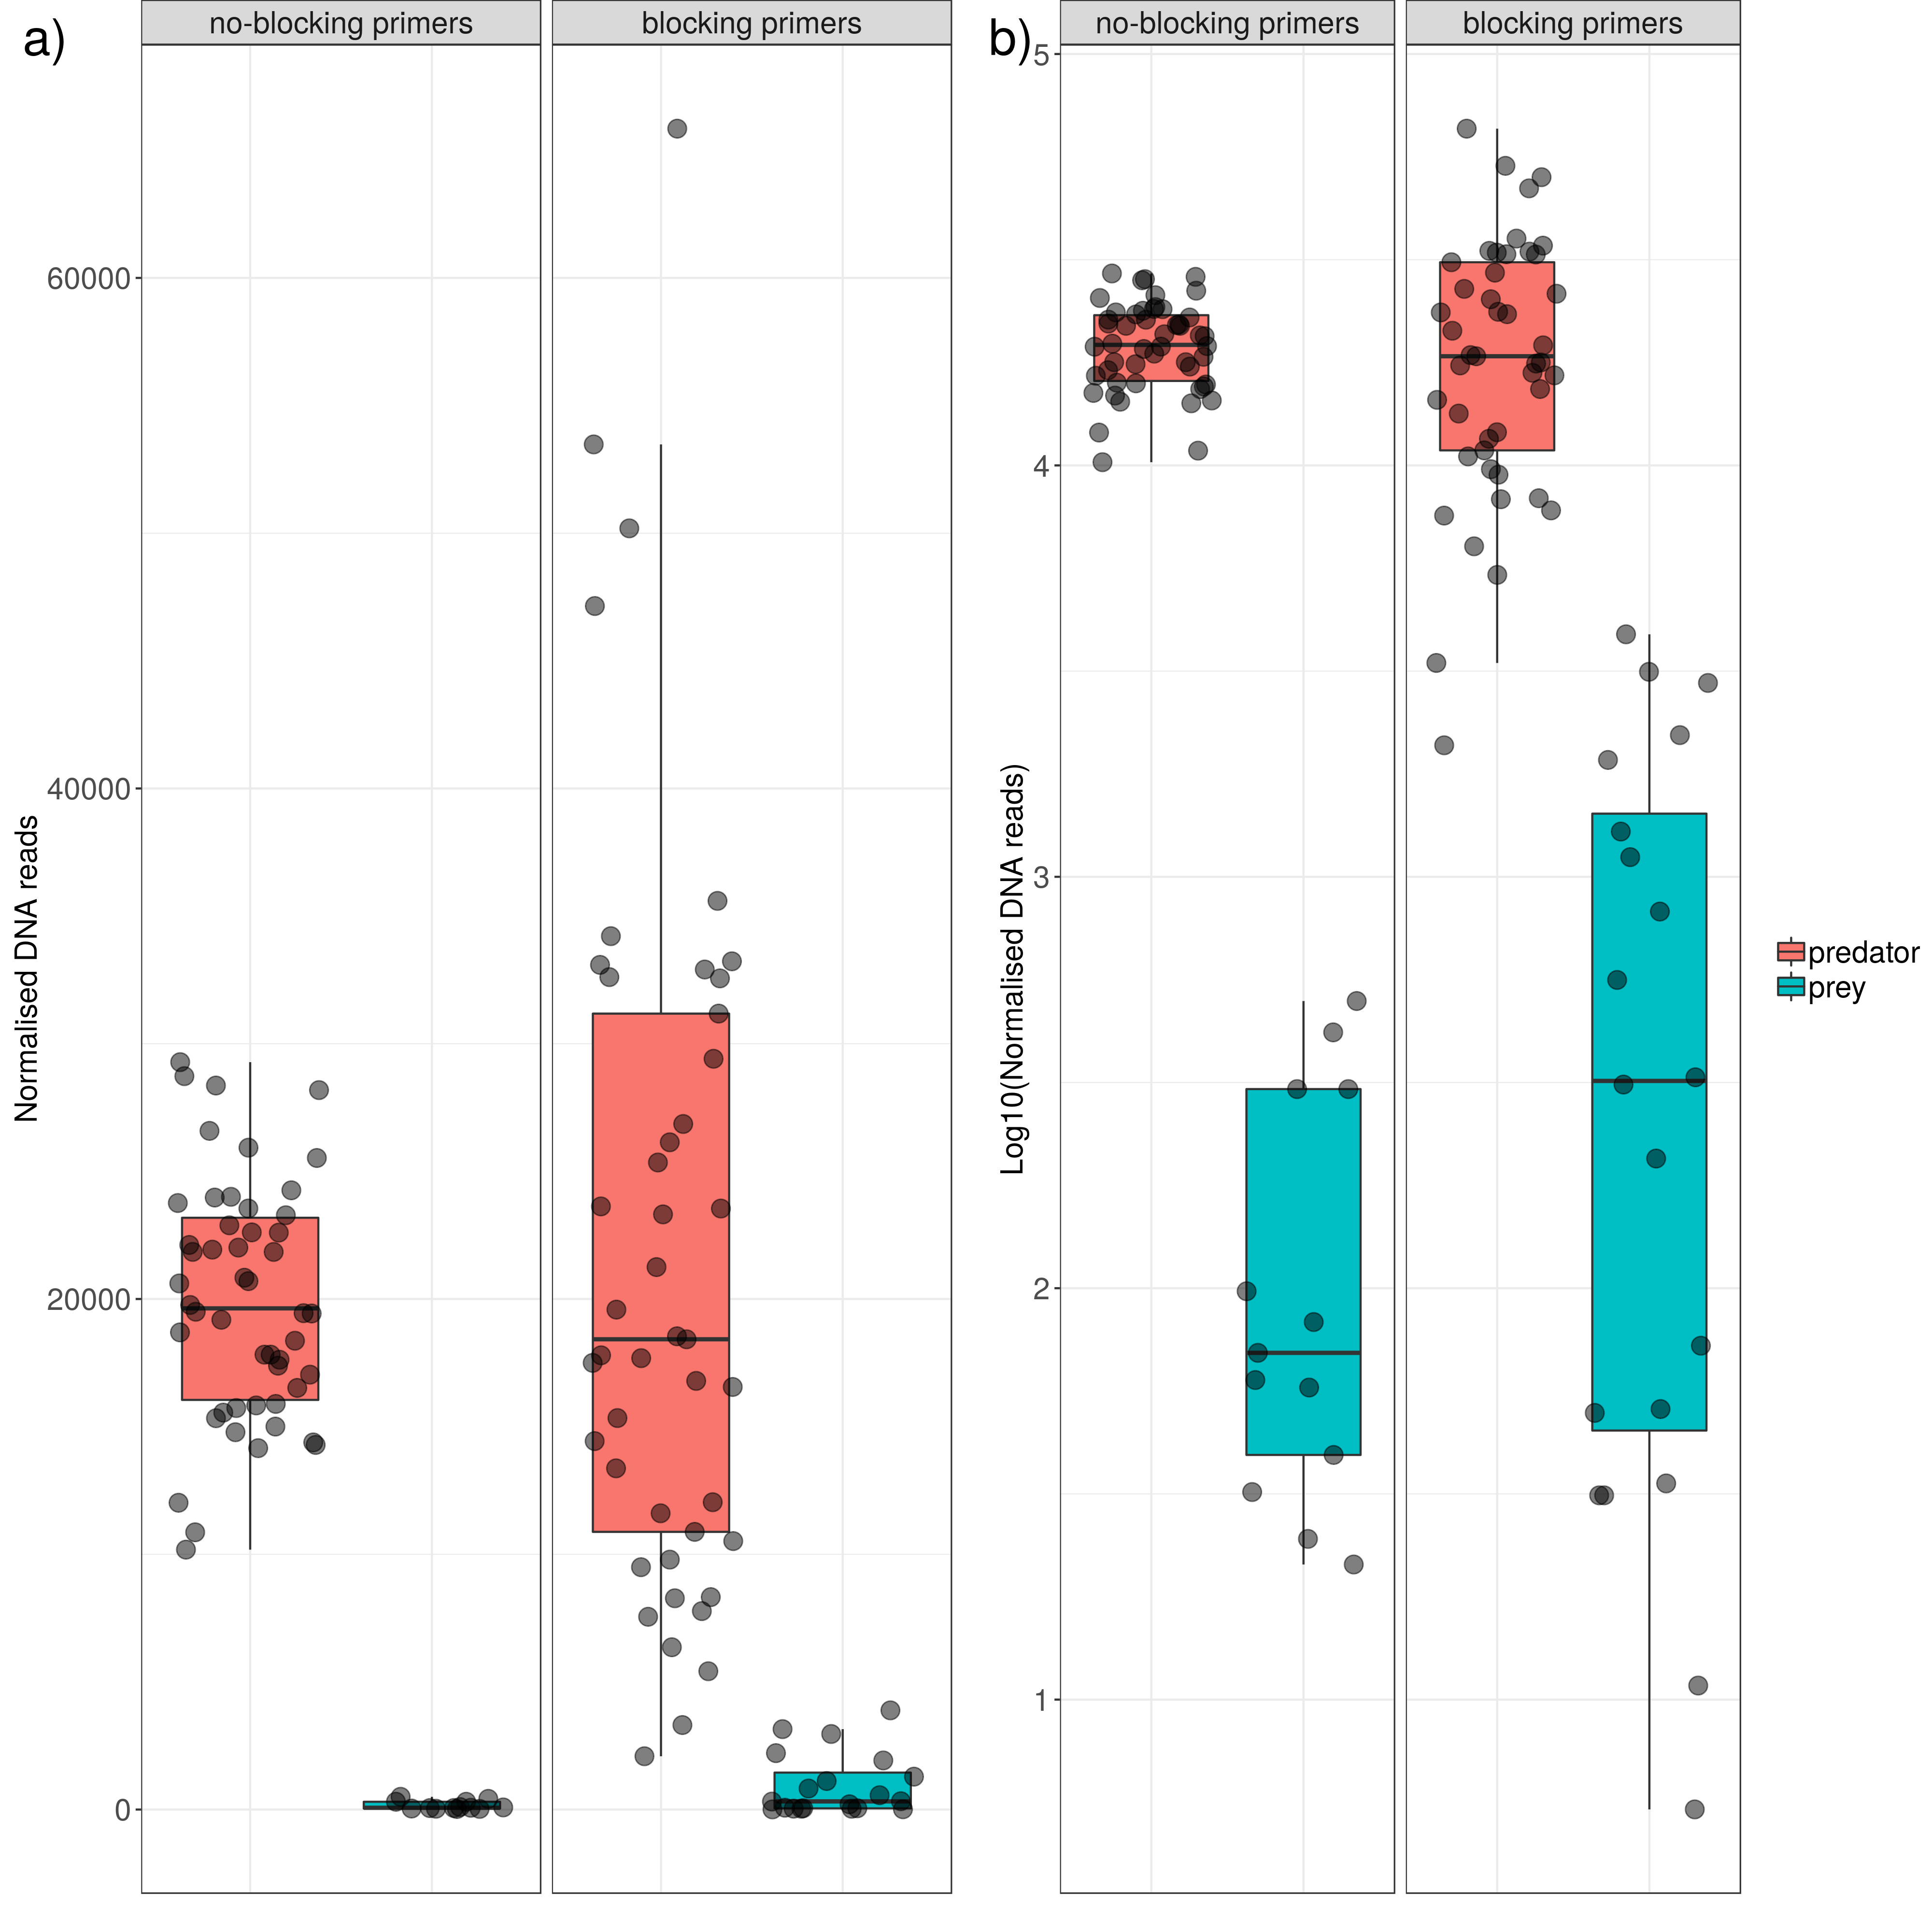 a)
no-blocking primers
blocking primers
Normalised DNA reads
60000
40000
20000
0
b)
no-blocking primers
blocking primers
Log10(Normalised DNA reads)
5
4
3
2
1
predator
prey